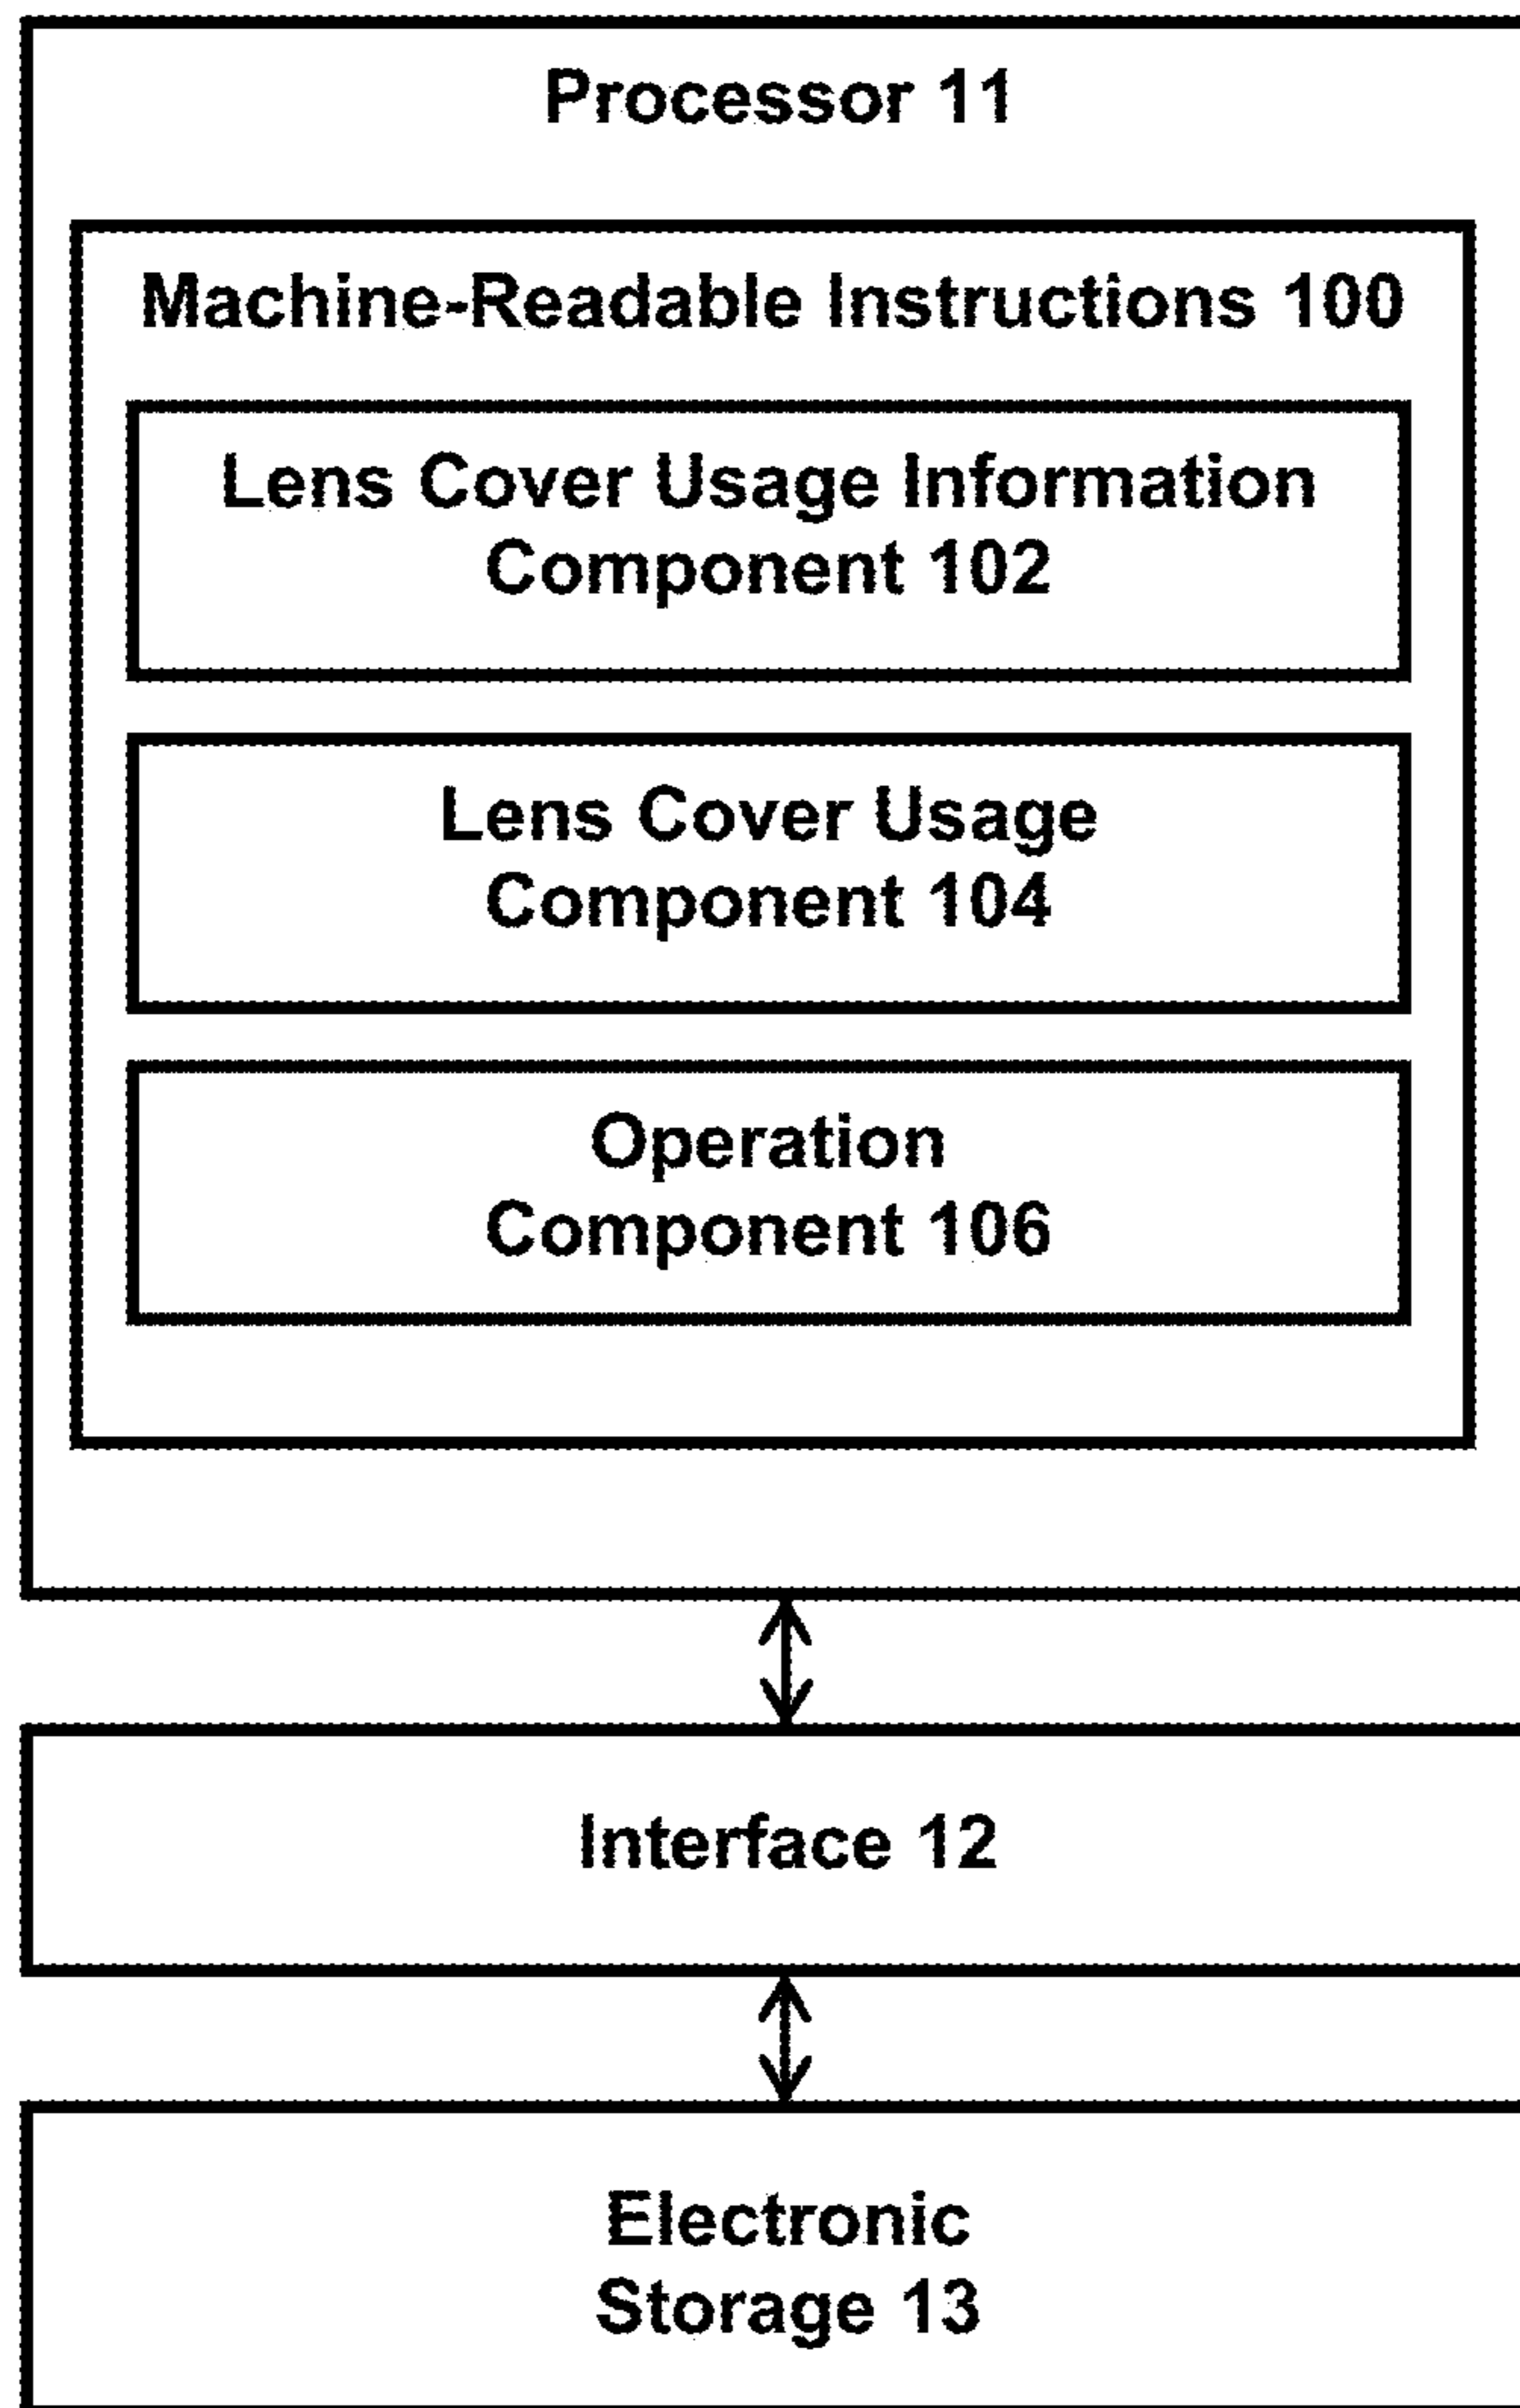 Processor 11
Machine-Readable Instructions 100
Lens Cover Usage Information
Component 102
Lens Cover Usage
Component 104
Operation
Component 106
Interface 12
Electronic
Storage 13